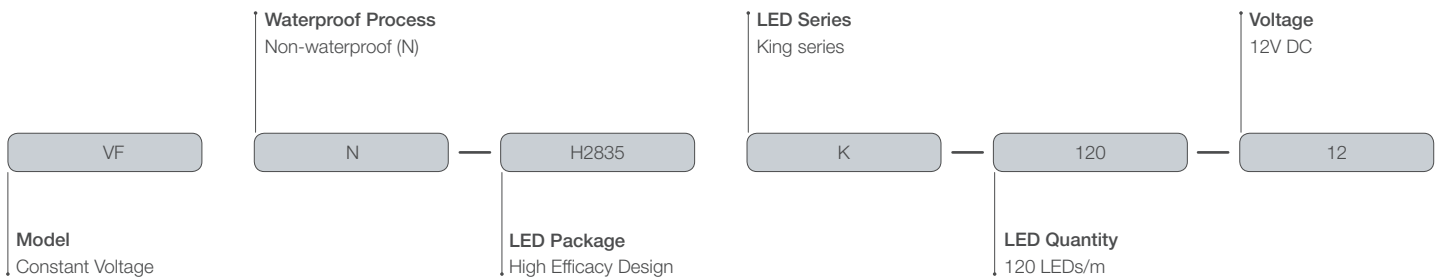 Waterproof Process
Non-waterproof (N)
LED Series
King series
Voltage
12V DC
VF
N
H2835
K
120
12
Model
Constant Voltage
LED Package
High Efficacy Design
LED Quantity
120 LEDs/m